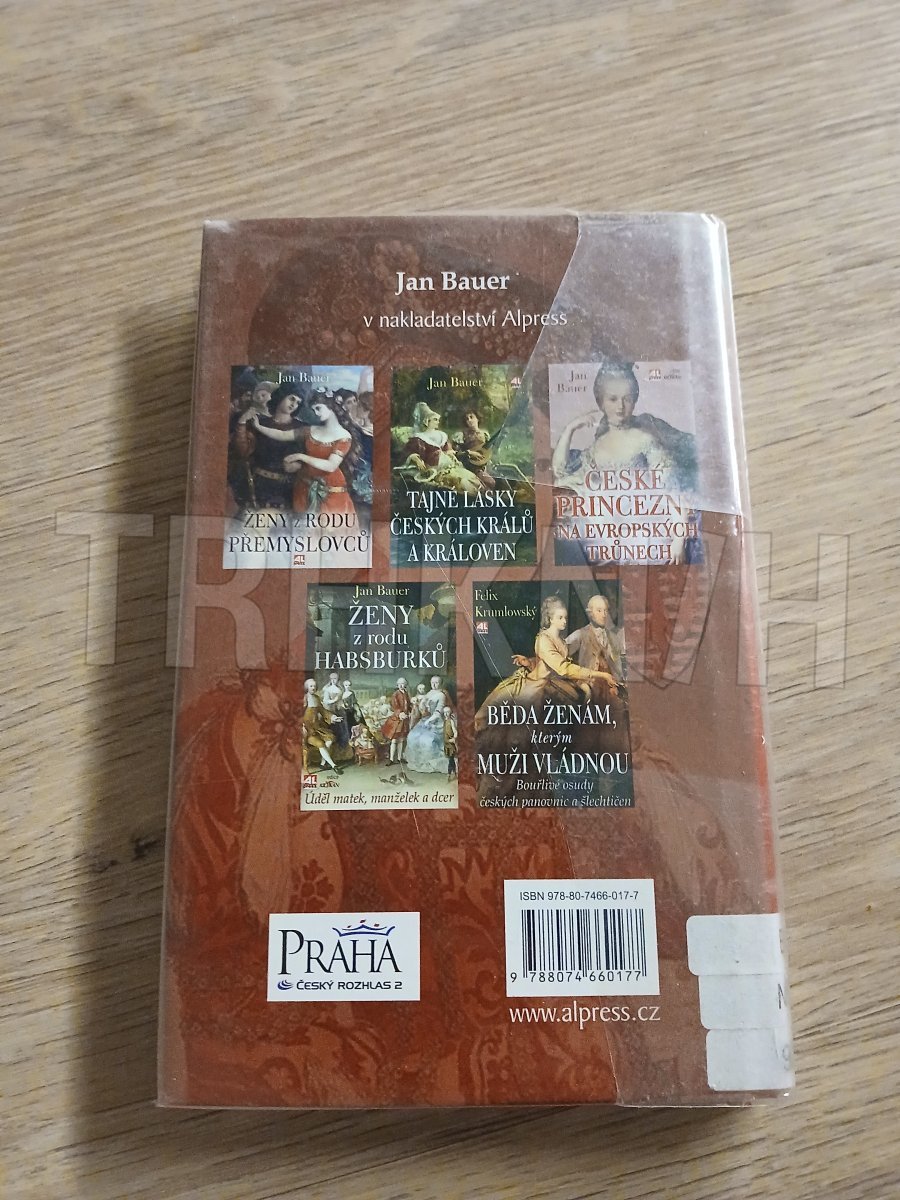 Jan Bauer
v nakladatelství Alpress
Jan Bauer
ŽENY z RODU
PŘEMYSLOVCŮ
Jan Bauer
TAJNÉ LÁSKY
ČESKÝCH KRÁLŮ
A KRÁLOVEN
Jan
Bauer
ČESKÉ
PRINCEZNY
NA EVROPSKÝCH
TRŮNECH
Jan Bauer
ŽENY
z rodu
HABSBURKŮ
Úděl matek, manželek a dcer
Felix
Krumlowský
BĚDA ŽENÁM,
kterým
MUŽI VLÁDNOU
Bouřlivé osudy
českých panovnic a šlechtičen
PRAHA
ČESKÝ ROZHLAS 2
ISBN 978-80-7466-017-7
9 788074 660177
www.alpress.cz